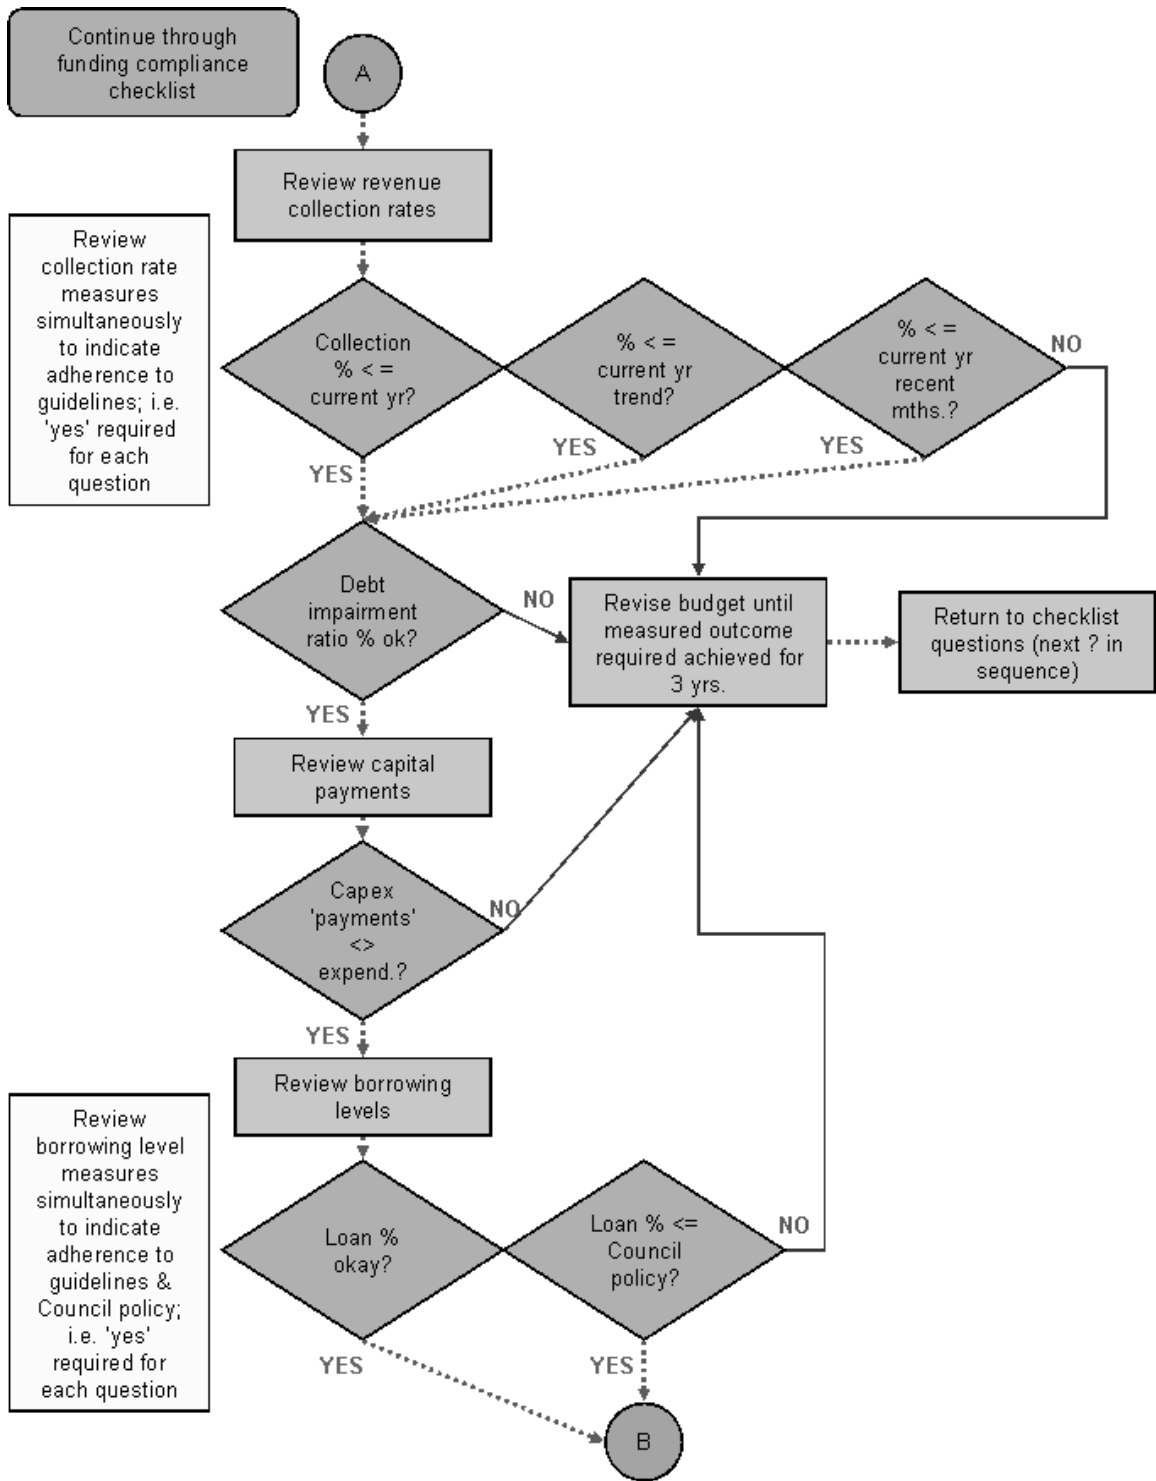 Continue through
funding compliance
checklist
A
Review revenue
collection rates
Review
collection rate
measures
simultaneously
to indicate
adherence to
guidelines; i.e.
'yes' required
for each
question
Collection
% < =
current yr?
% < =
current yr
trend?
% < =
current yr
recent
mths.?
NO
YES
YES
YES
Debt
impairment
ratio % ok?
NO
Revise budget until
measured outcome
required achieved for
3 yrs.
Return to checklist
questions (next ? in
sequence)
YES
Review capital
payments
Capex
'payments'
<>
expend.?
NO
YES
Review borrowing
levels
Review
borrowing level
measures
simultaneously
to indicate
adherence to
guidelines &
Council policy;
i.e. 'yes'
required for
each question
Loan %
okay?
Loan % <=
Council
policy?
NO
YES
YES
B